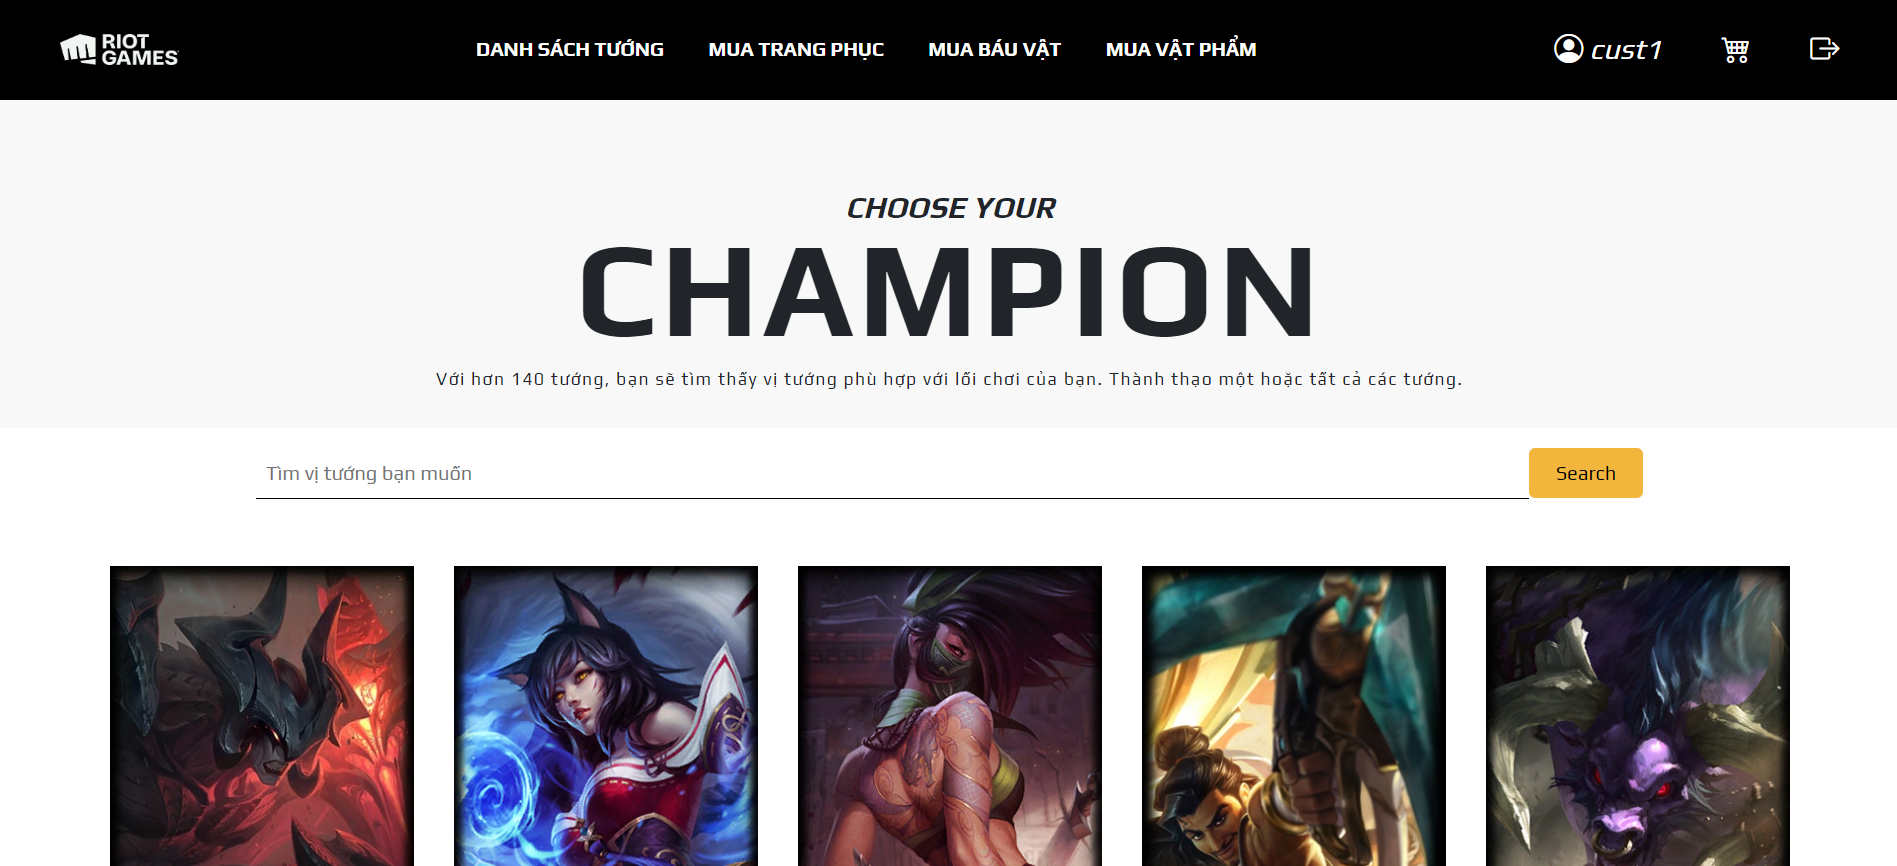 RIOT
GAMES
DANH SÁCH TƯỚNG
MUA TRANG PHỤC
MUA BÁU VẬT
MUA VẬT PHẨM
cust1
CHOOSE YOUR
CHAMPION
Với hơn 140 tướng, bạn sẽ tìm thấy vị tướng phù hợp với lối chơi của bạn. Thành thạo một hoặc tất cả các tướng.
Tìm vị tướng bạn muốn
Search